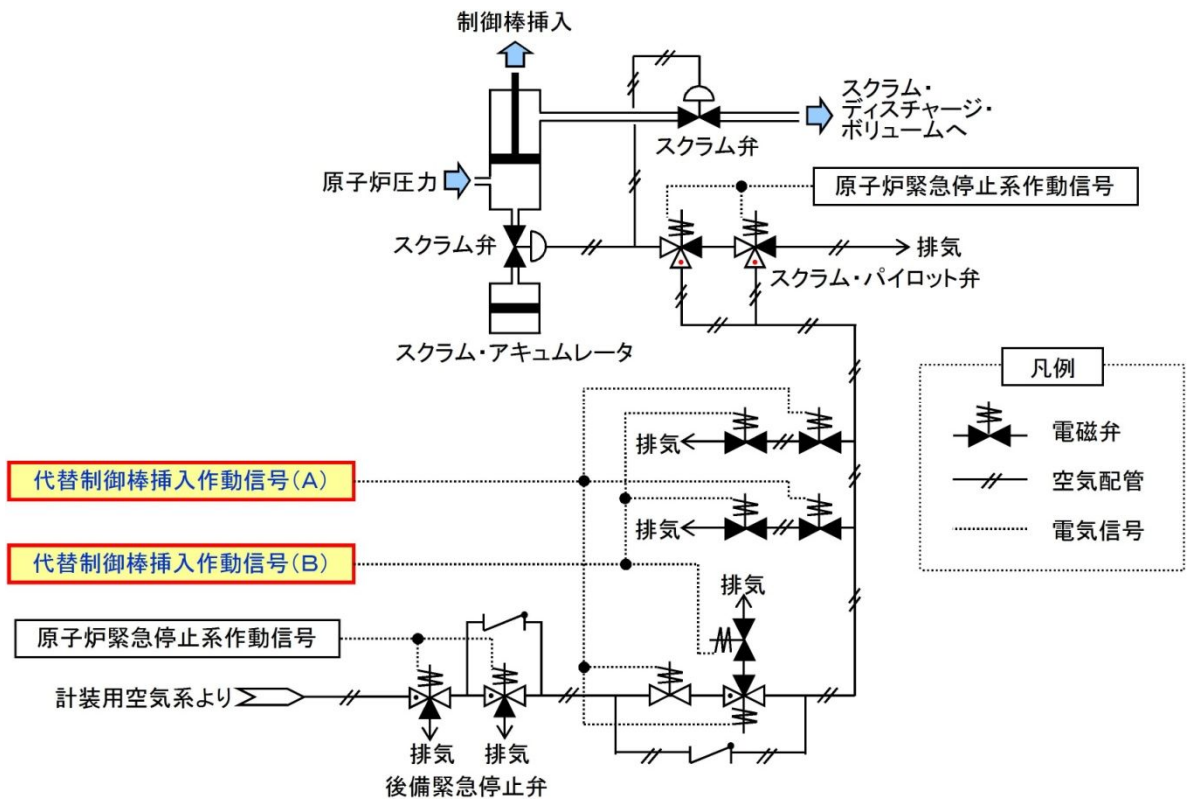 制御棒挿入
スクラム・
ディスチャージ・
ボリュームへ
スクラム弁
原子炉圧力
原子炉緊急停止系作動信号
スクラム弁
排気
スクラム・パイロット弁
スクラム・アキュムレータ
凡例
電磁弁
空気配管
電気信号
排気
代替制御棒挿入作動信号(A)
排気
代替制御棒挿入作動信号(B)
排気
原子炉緊急停止系作動信号
計装用空気系より
排気
排気
後備緊急停止弁